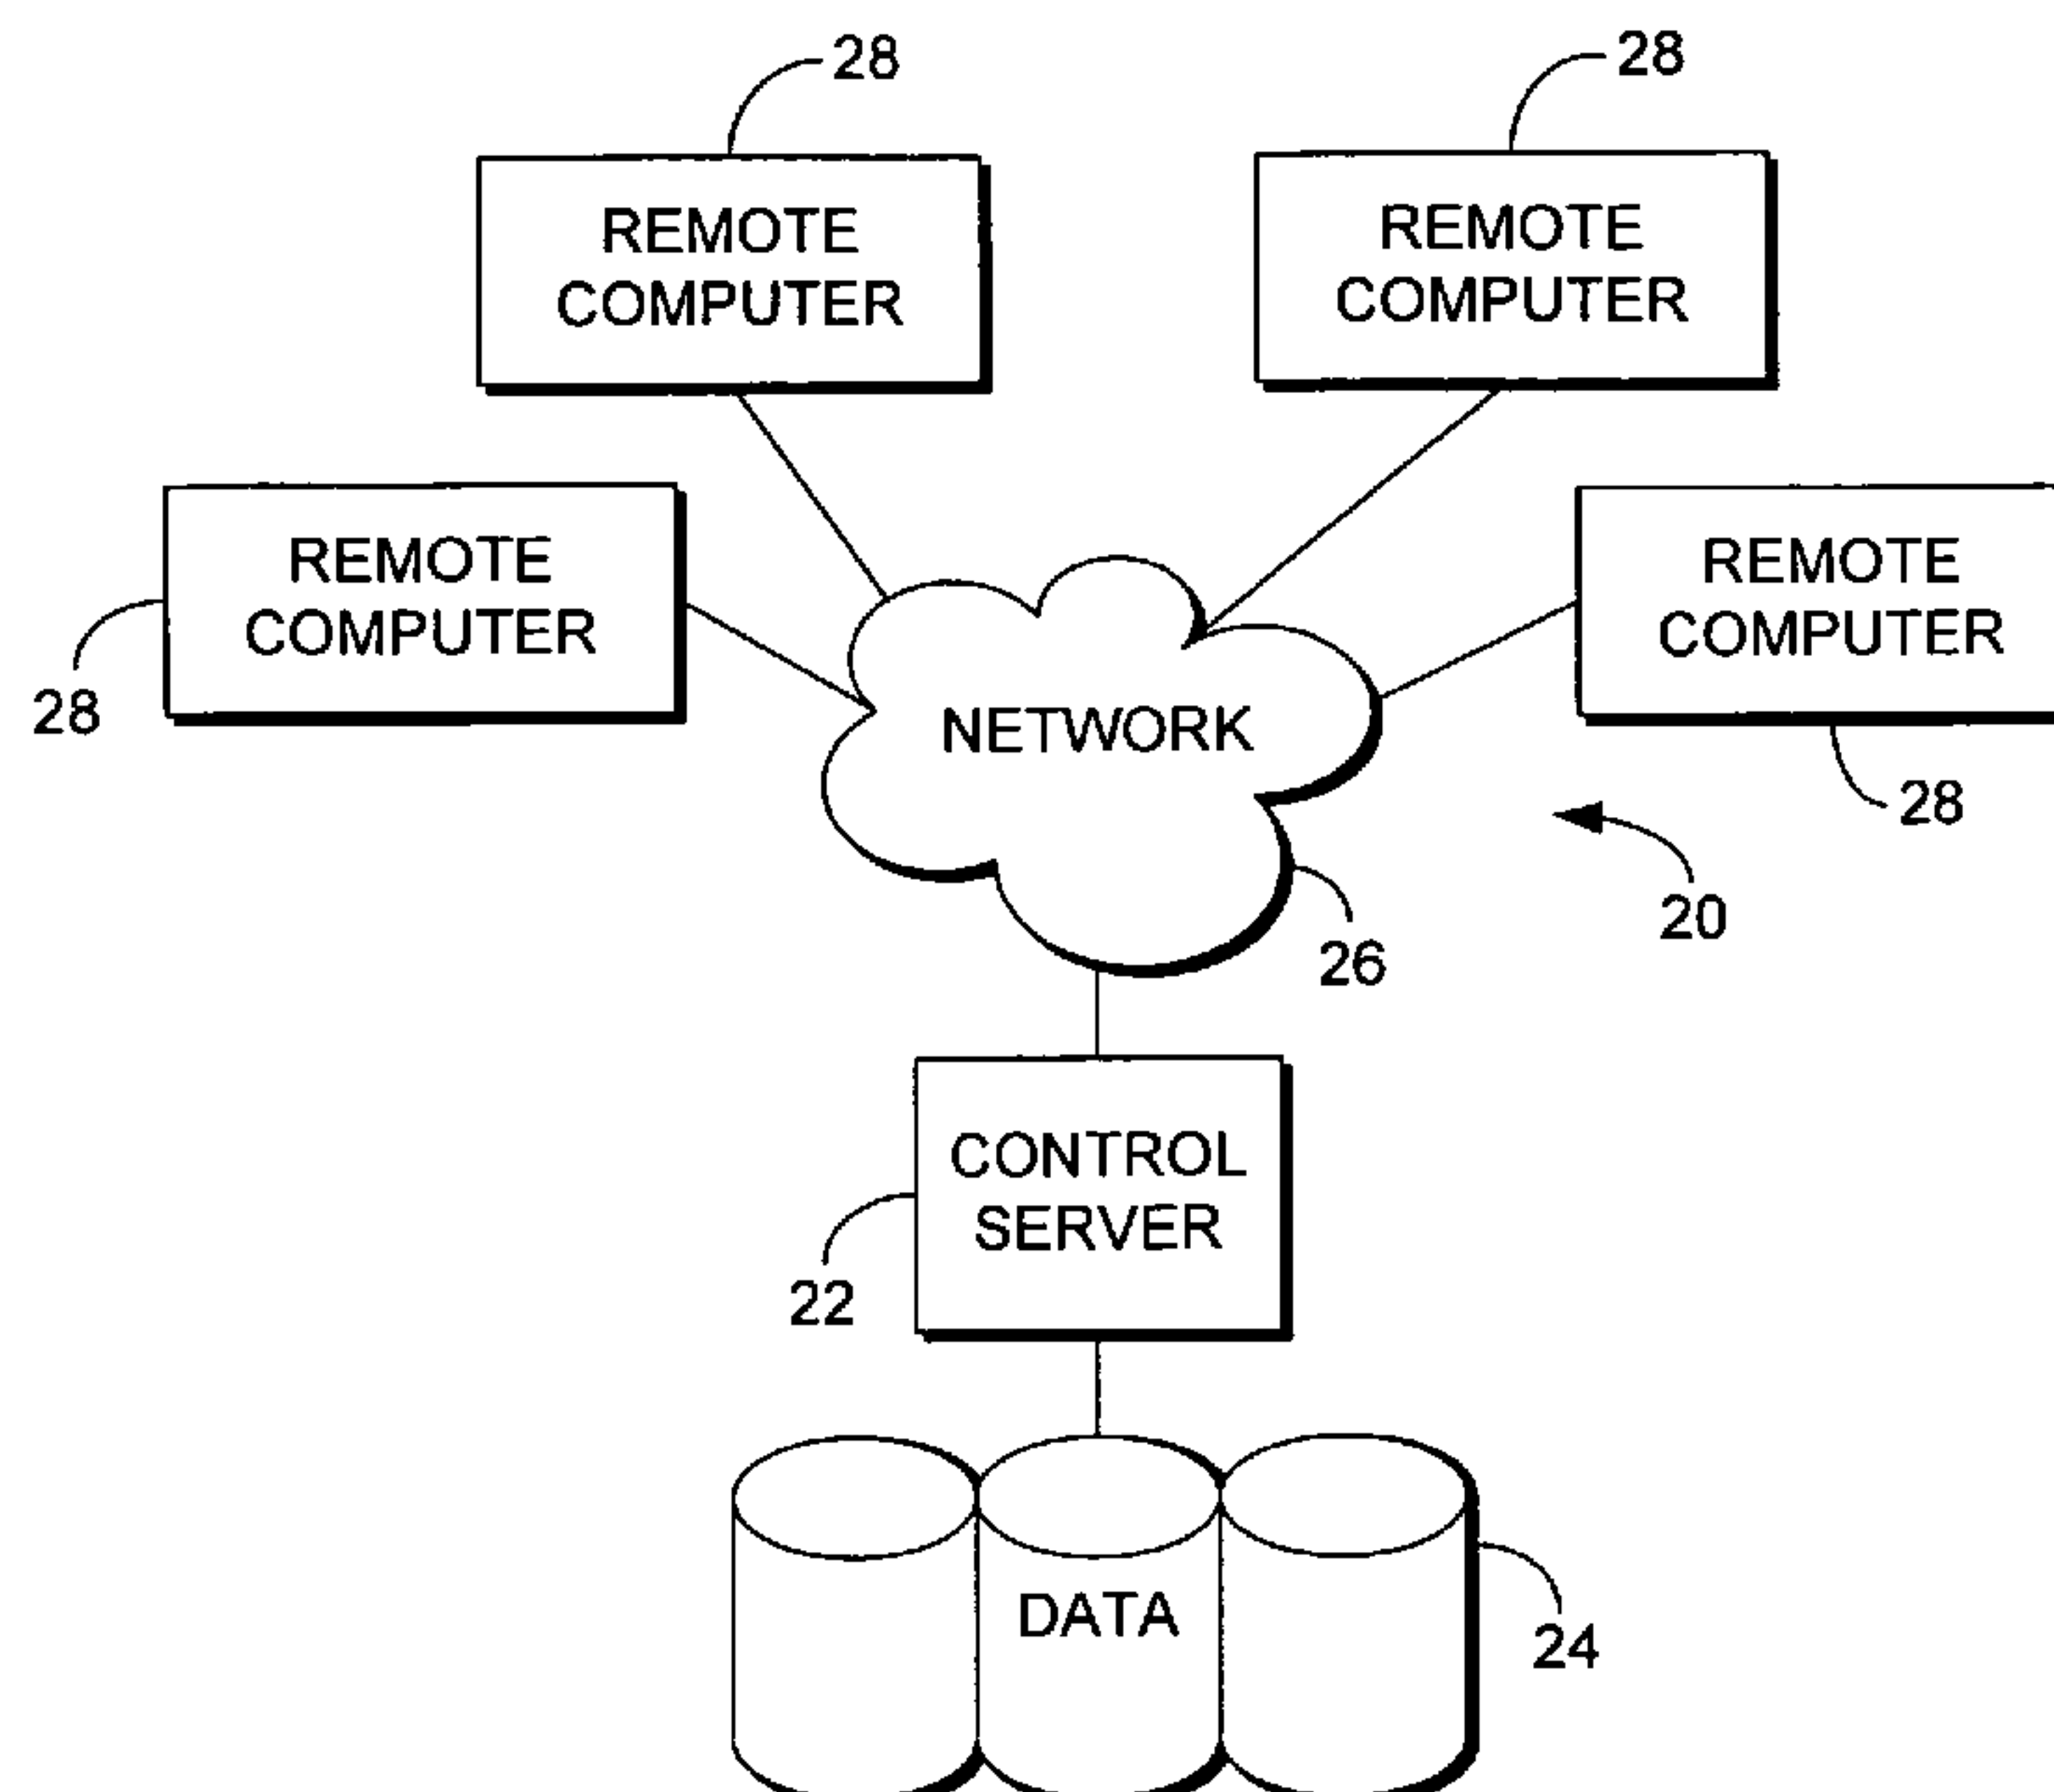 28
28
REMOTE
COMPUTER
REMOTE
COMPUTER
REMOTE
COMPUTER
REMOTE
COMPUTER
28
NETWORK
28
20
26
CONTROL
SERVER
22
DATA
24